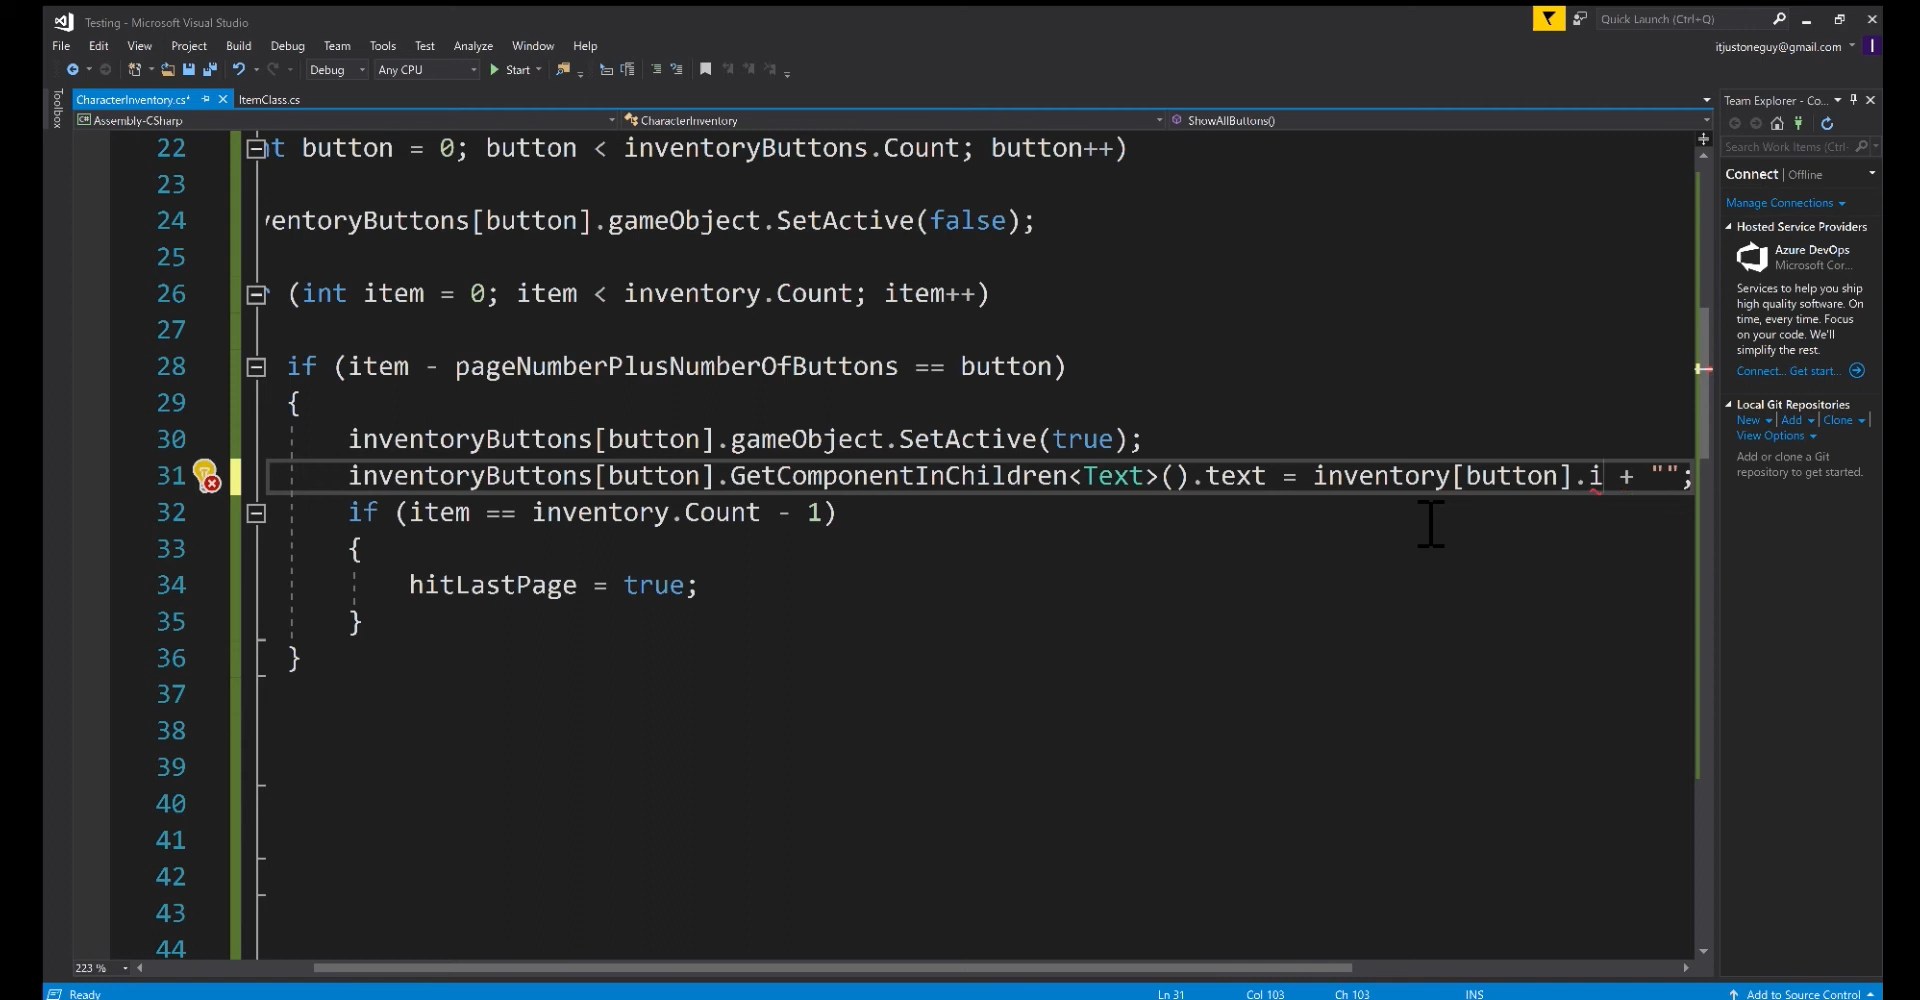 Testing - Microsoft Visual Studio
Quick Launch (Ctrl+Q)
File Edit View Project Build Debug Team Tools Test Analyze Window Help
itjustoneguy@gmail.com
I
Debug Any CPU Start
Toolbox
CharacterInventory.cs* ItemClass.cs
Assembly-CSharp CharacterInventory ShowAllButtons()
22 nt button = 0; button < inventoryButtons.Count; button++)
23
24 ventoryButtons[button].gameObject.SetActive(false);
25
26 (int item = 0; item < inventory.Count; item++)
27
28 if (item - pageNumberPlusNumberOfButtons == button)
29 {
30 inventoryButtons[button].gameObject.SetActive(true);
31 inventoryButtons[button].GetComponentInChildren<Text>().text = inventory[button].i + "";
32 if (item == inventory.Count - 1)
33 {
34 hitLastPage = true;
35 }
36 }
37
38
39
40
41
42
43
44
223 %
Ready
Ln 31 Col 103 Ch 103 INS
Add to Source Control
Team Explorer - Co...
Search Work Items (Ctrl-
Connect | Offline
Manage Connections
Hosted Service Providers
Azure DevOps
Microsoft Cor...
Services to help you ship
high quality software. On
time, every time. Focus
on your code. We'll
simplify the rest.
Connect... Get start...
Local Git Repositories
New | Add | Clone |
View Options
Add or clone a Git
repository to get started.